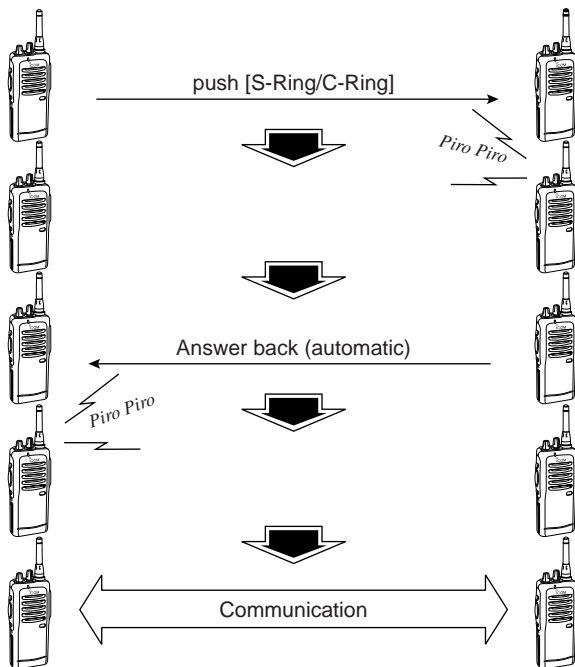 push [S-Ring/C-Ring]
Piro Piro
Answer back (automatic)
Piro Piro
Communication